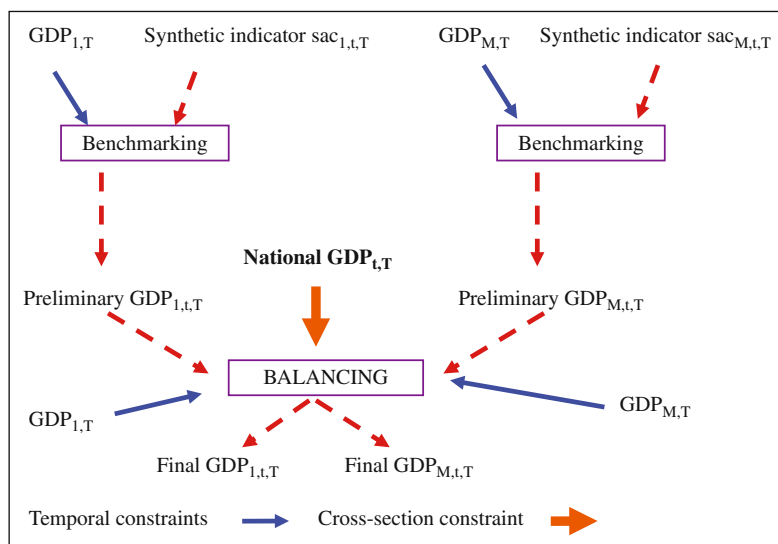 GDP1,T Synthetic indicator sac1,t,T GDPM,T Synthetic indicator sacM,t,T
Benchmarking Benchmarking
National GDPt,T
Preliminary GDP1,t,T Preliminary GDPM,t,T
BALANCING
GDP1,T GDPM,T
Final GDP1,t,T Final GDPM,t,T
Temporal constraints Cross-section constraint